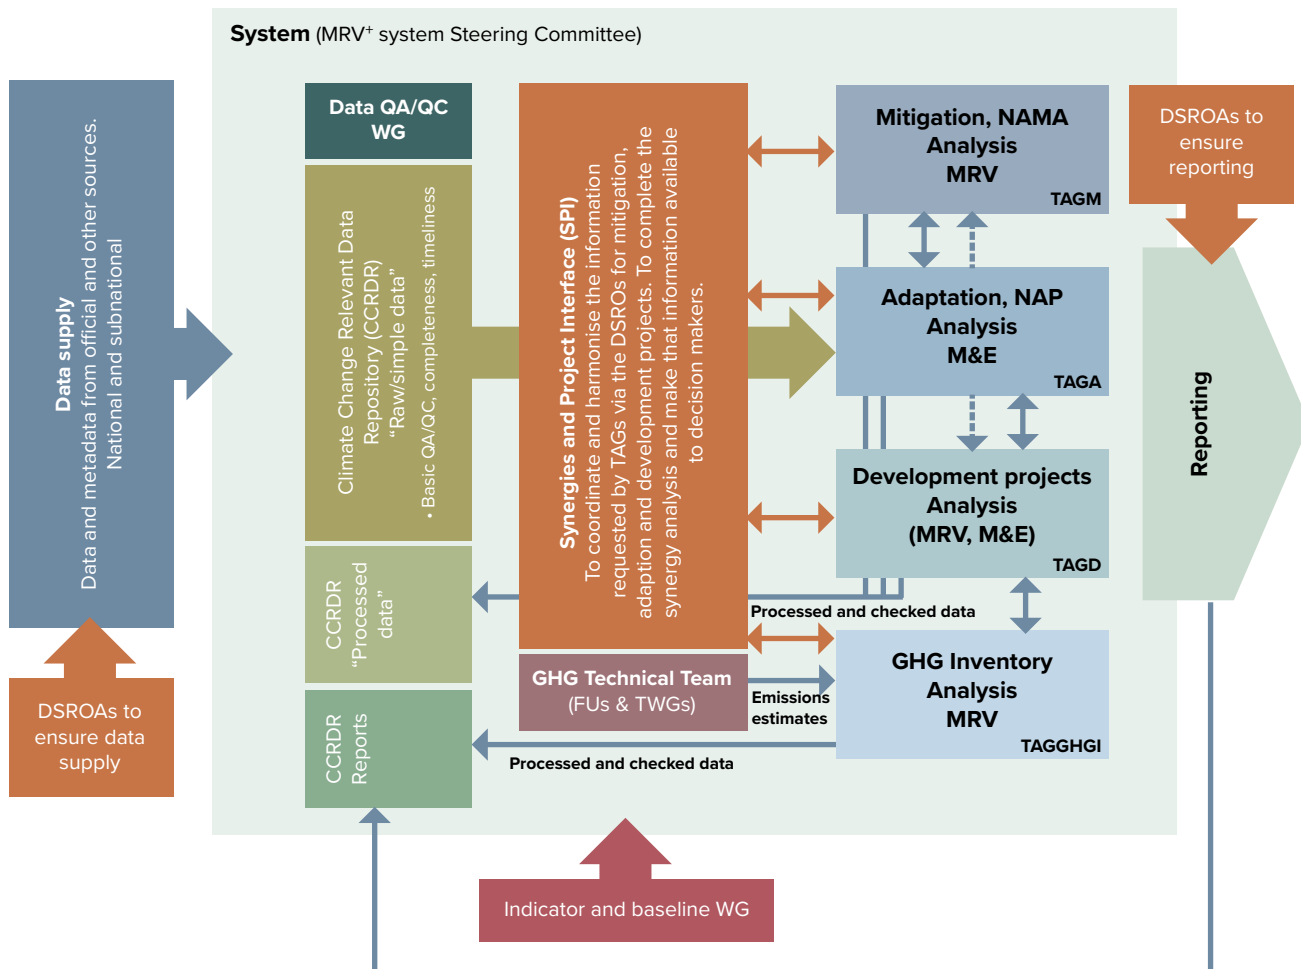 System (MRV+ system Steering Committee)
Data supply
Data and metadata from official and other sources.
National and subnational
DSROAs to
ensure data
supply
Data QA/QC
WG
Climate Change Relevant Data
Repository (CCRDR)
“Raw/simple data”
• Basic QA/QC, completeness, timeliness
CCRDR
“Processed
data”
CCRDR
Reports
Synergies and Project Interface (SPI)
To coordinate and harmonise the information
requested by TAGs via the DSROs for mitigation,
adaption and development projects. To complete the
synergy analysis and make that information available
to decision makers.
GHG Technical Team
(FUs & TWGs)
Mitigation, NAMA
Analysis
MRV
TAGM
Adaptation, NAP
Analysis
M&E
TAGA
Development projects
Analysis
(MRV, M&E)
TAGD
Processed and checked data
GHG Inventory
Analysis
MRV
TAGGHGI
Emissions
estimates
Processed and checked data
DSROAs to
ensure
reporting
Reporting
Indicator and baseline WG